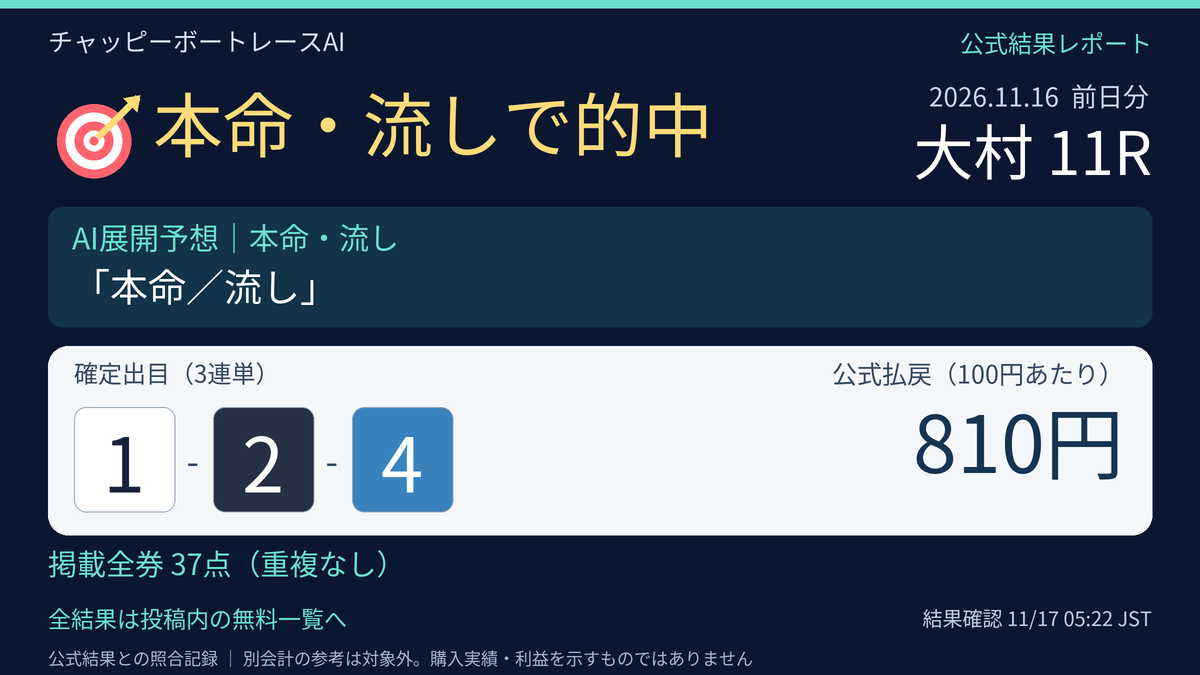 チャッピーボートレースAI
公式結果レポート
本命・流しで的中
2026.11.16 前日分
大村 11R
AI展開予想｜本命・流し
「本命／流し」
確定出目（3連単）
公式払戻（100円あたり）
1 - 2 - 4
810円
掲載全券 37点（重複なし）
全結果は投稿内の無料一覧へ
結果確認 11/17 05:22 JST
公式結果との照合記録｜別会計の参考は対象外。購入実績・利益を示すものではありません